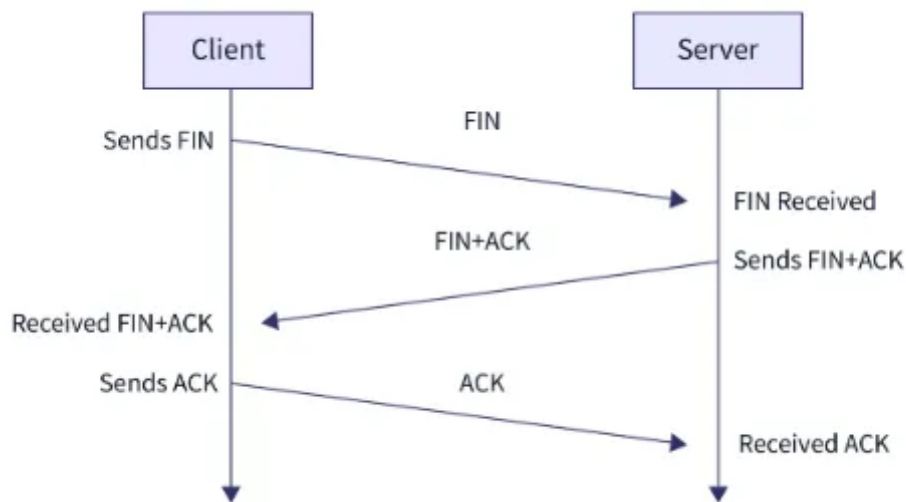 Client
Server
FIN
Sends FIN
FIN Received
FIN+ACK
Sends FIN+ACK
Received FIN+ACK
Sends ACK
ACK
Received ACK